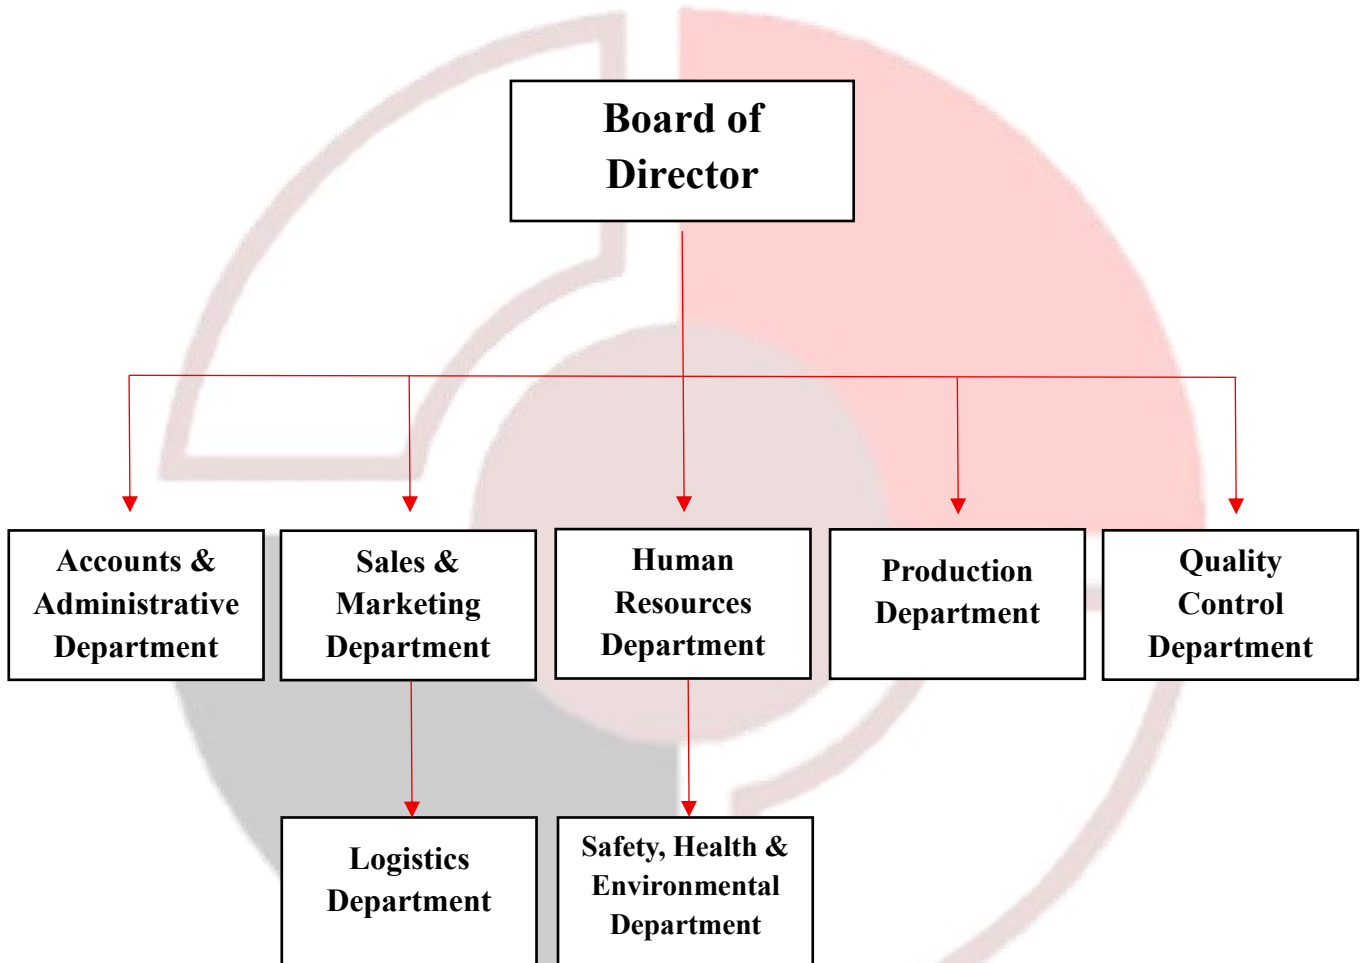 Board of
Director
Accounts &
Administrative
Department
Sales &
Marketing
Department
Human
Resources
Department
Production
Department
Quality
Control
Department
Logistics
Department
Safety, Health &
Environmental
Department